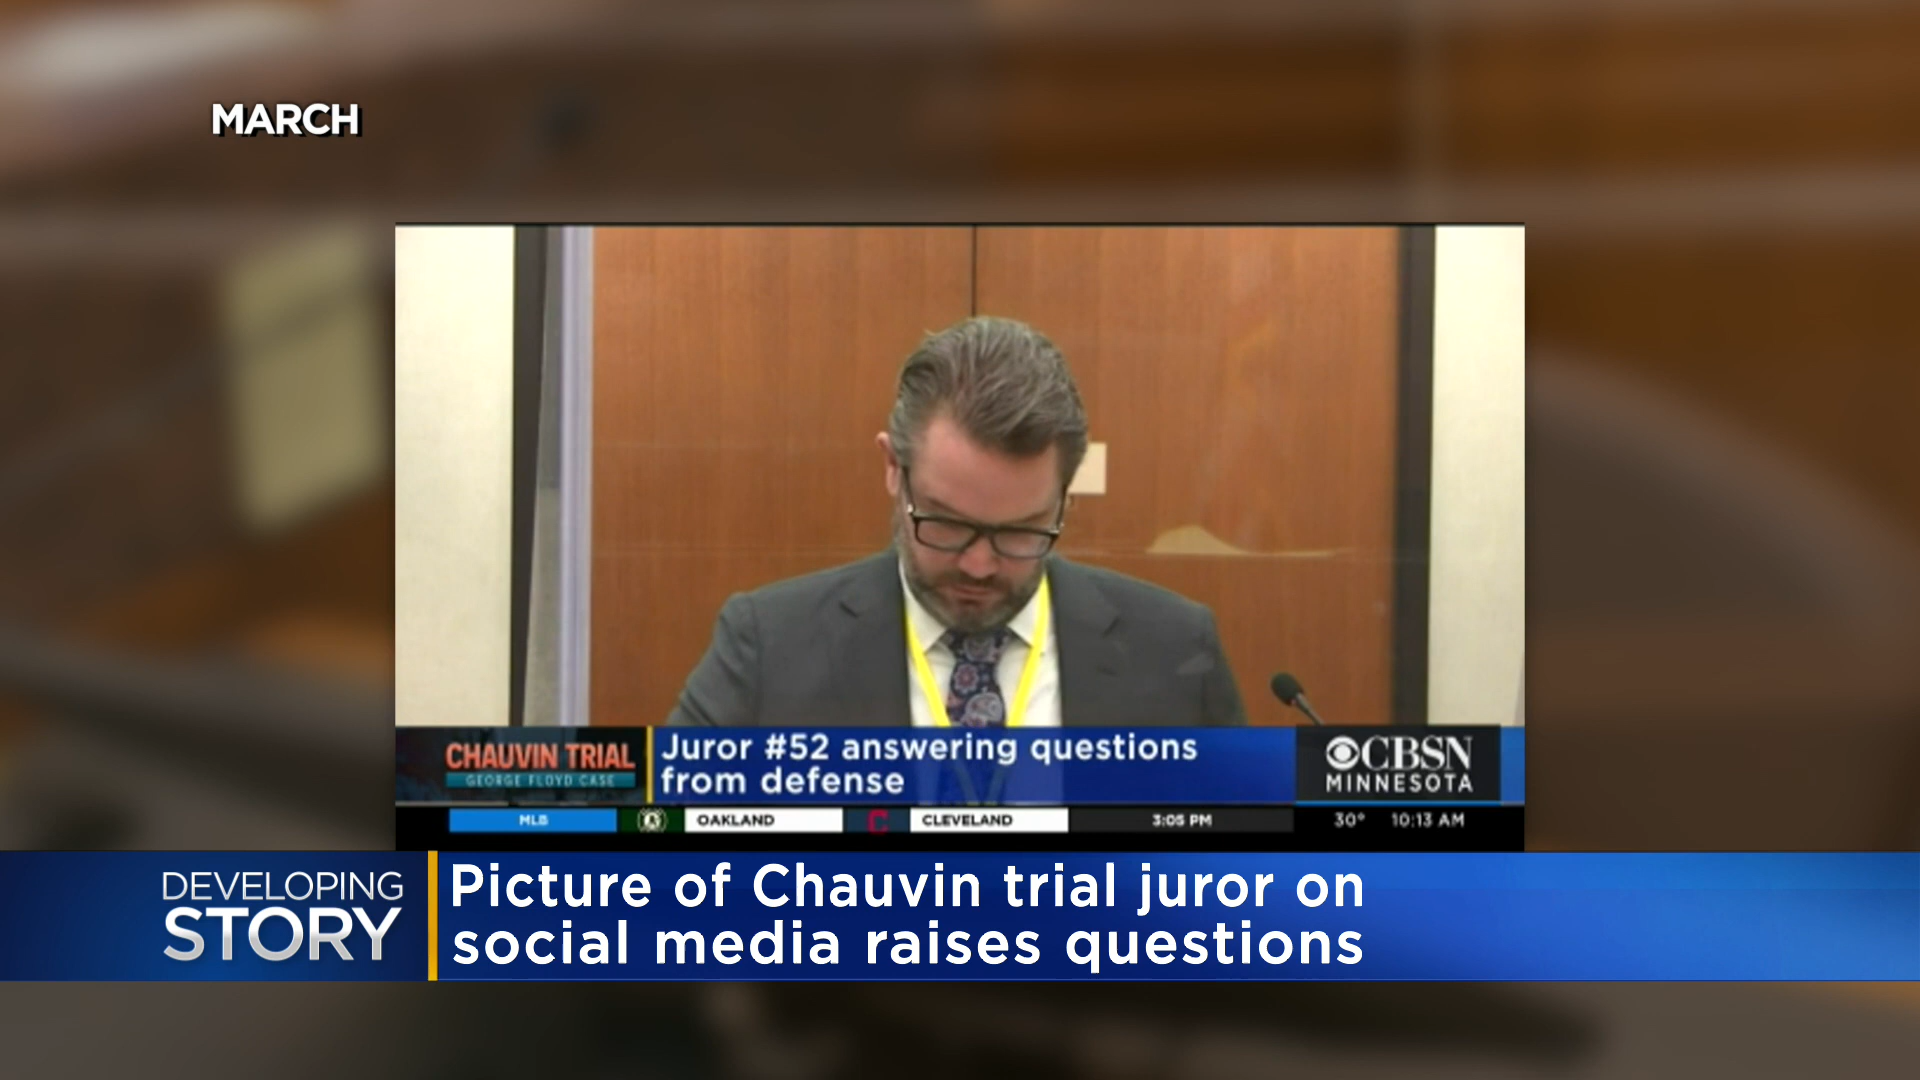 MARCH
CHAUVIN TRIAL
GEORGE FLOYD CASE
Juror #52 answering questions
from defense
CBSN
MINNESOTA
MLB
A's
OAKLAND
C
CLEVELAND
3:05 PM
30° 10:13 AM
DEVELOPING
STORY
Picture of Chauvin trial juror on
social media raises questions